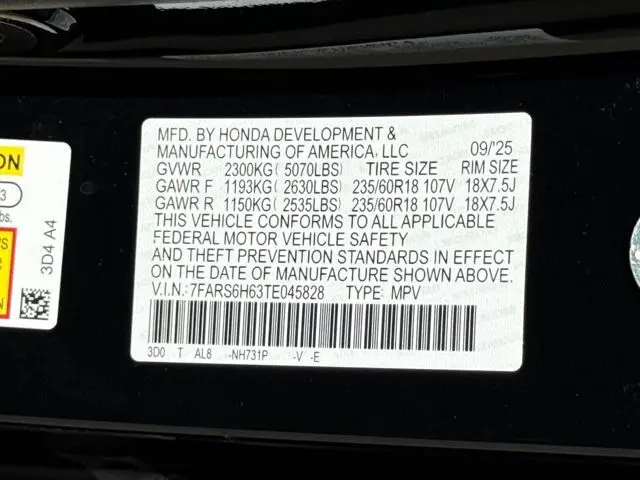 MFD. BY HONDA DEVELOPMENT &
MANUFACTURING OF AMERICA, LLC 09/'25
GVWR 2300KG( 5070LBS) TIRE SIZE RIM SIZE
GAWR F 1193KG( 2630LBS) 235/60R18 107V 18X7.5J
GAWR R 1150KG( 2535LBS) 235/60R18 107V 18X7.5J
THIS VEHICLE CONFORMS TO ALL APPLICABLE
FEDERAL MOTOR VEHICLE SAFETY
AND THEFT PREVENTION STANDARDS IN EFFECT
ON THE DATE OF MANUFACTURE SHOWN ABOVE.
V.I.N.: 7FARS6H63TE045828 TYPE: MPV
3D0 T AL8 -NH731P -V -E
ON
3
bs.
3D4 A4